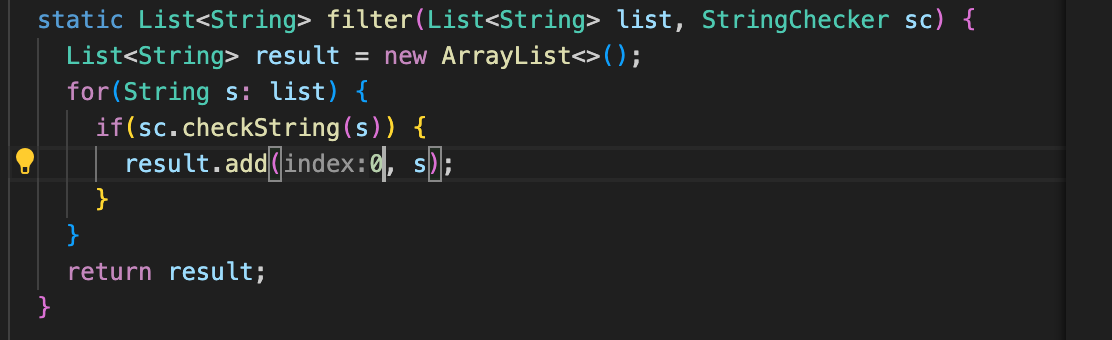 static List<String> filter(List<String> list, StringChecker sc) {
List<String> result = new ArrayList<>();
for(String s: list) {
if(sc.checkString(s)) {
result.add(index:0, s);
}
}
return result;
}